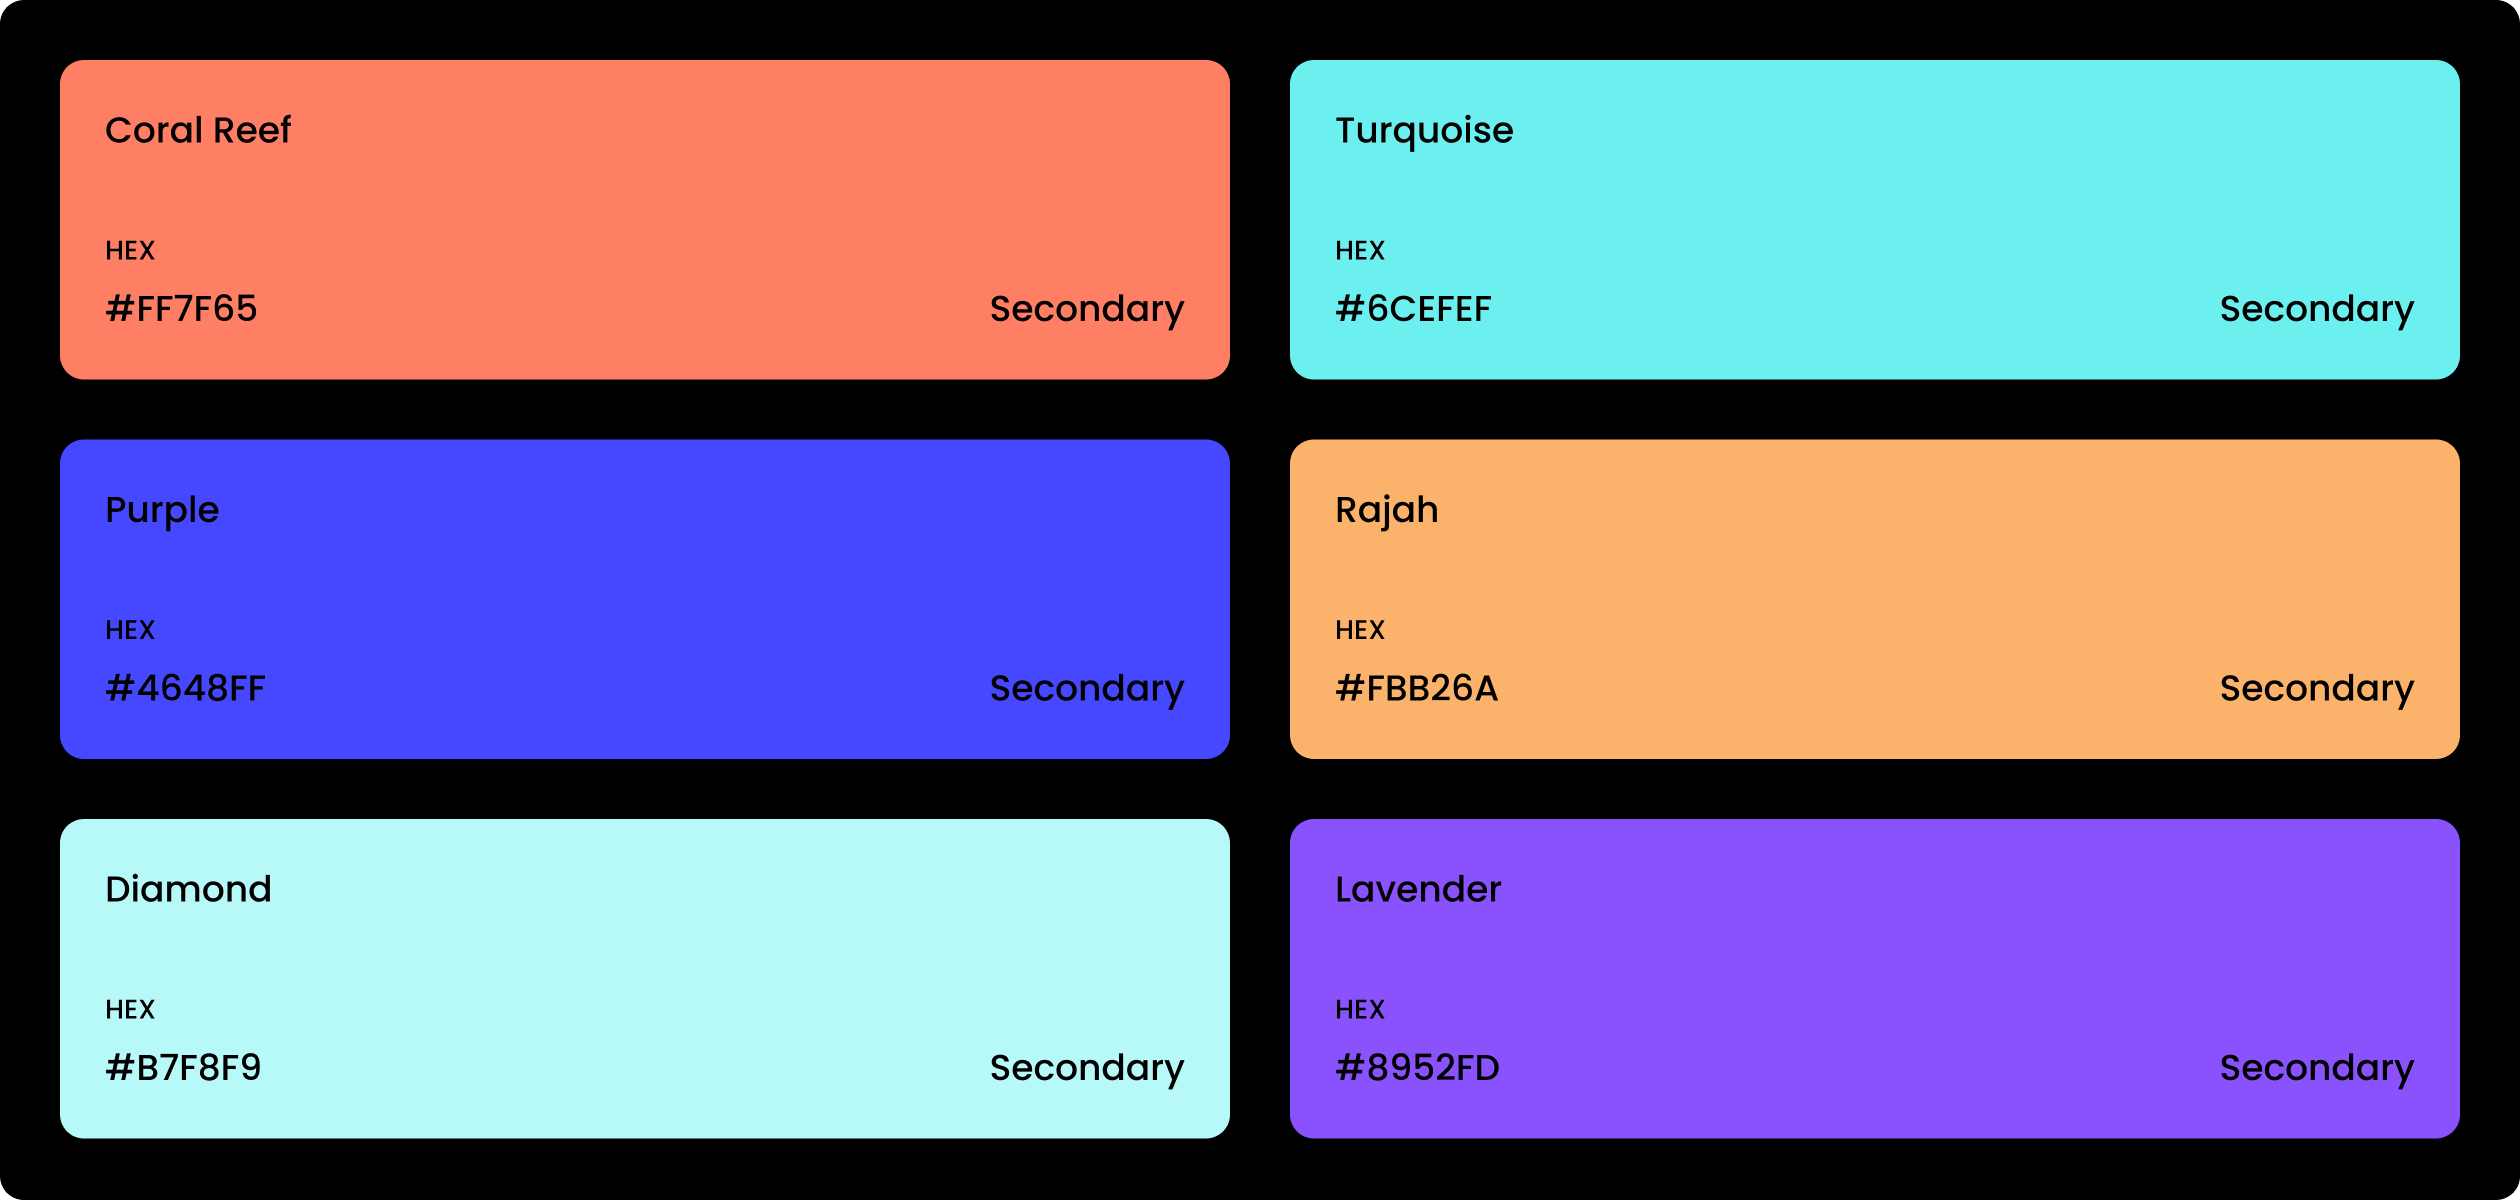 Coral Reef
HEX
#FF7F65
Secondary
Turquoise
HEX
#6CEFEF
Secondary
Purple
HEX
#4648FF
Secondary
Rajah
HEX
#FBB26A
Secondary
Diamond
HEX
#B7F8F9
Secondary
Lavender
HEX
#8952FD
Secondary